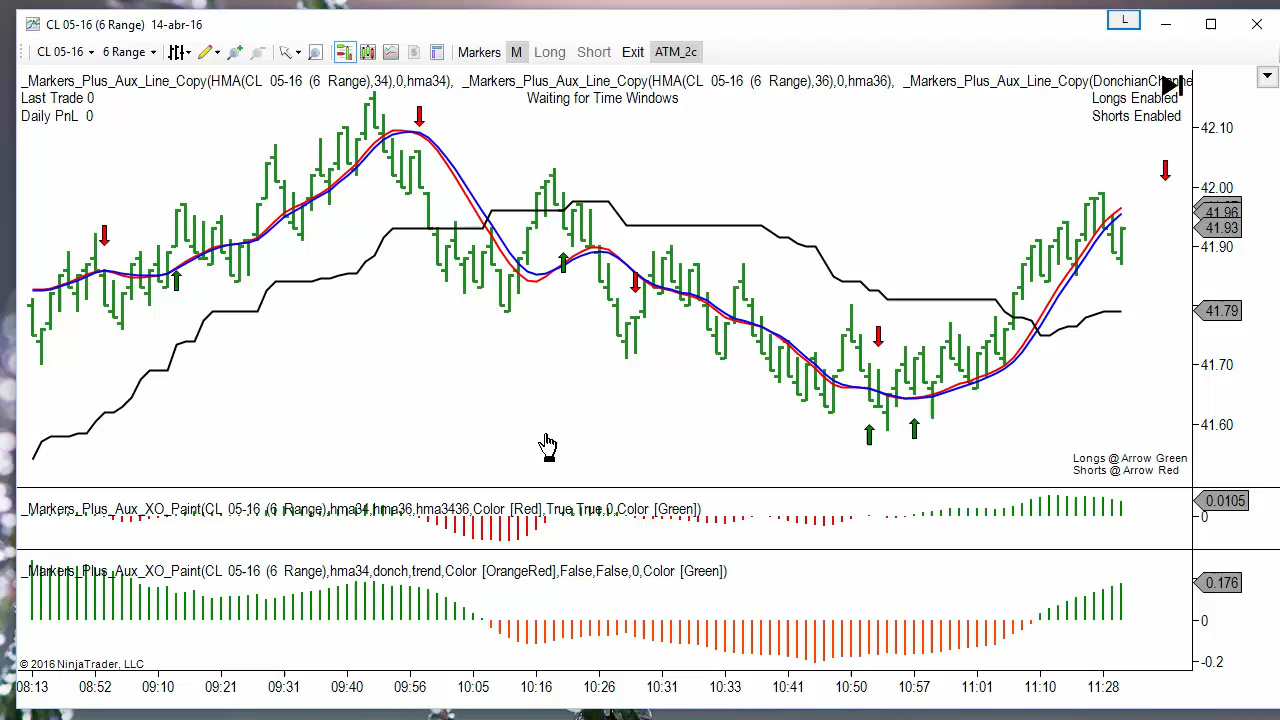 CL 05-16 (6 Range) 14-abr-16
L
CL 05-16 6 Range Markers M Long Short Exit ATM_2c
_Markers_Plus_Aux_Line_Copy(HMA(CL 05-16 (6 Range),34),0,hma34), _Markers_Plus_Aux_Line_Copy(HMA(CL 05-16 (6 Range),36),0,hma36), _Markers_Plus_Aux_Line_Copy(DonchianChanne
Last Trade 0
Waiting for Time Windows
Longs Enabled
Daily PnL 0
Shorts Enabled
42.10
42.00
41.96
41.93
41.90
41.79
41.70
41.60
Longs @ Arrow Green
Shorts @ Arrow Red
_Markers_Plus_Aux_XO_Paint(CL 05-16 (6 Range),hma34,hma36,hma3436,Color [Red],True,True,0,Color [Green])
0.0105
0
_Markers_Plus_Aux_XO_Paint(CL 05-16 (6 Range),hma34,donch,trend,Color [OrangeRed],False,False,0,Color [Green])
0.176
0
-0.2
© 2016 NinjaTrader, LLC
08:13 08:52 09:10 09:21 09:31 09:40 09:56 10:05 10:16 10:26 10:31 10:33 10:41 10:50 10:57 11:01 11:10 11:28